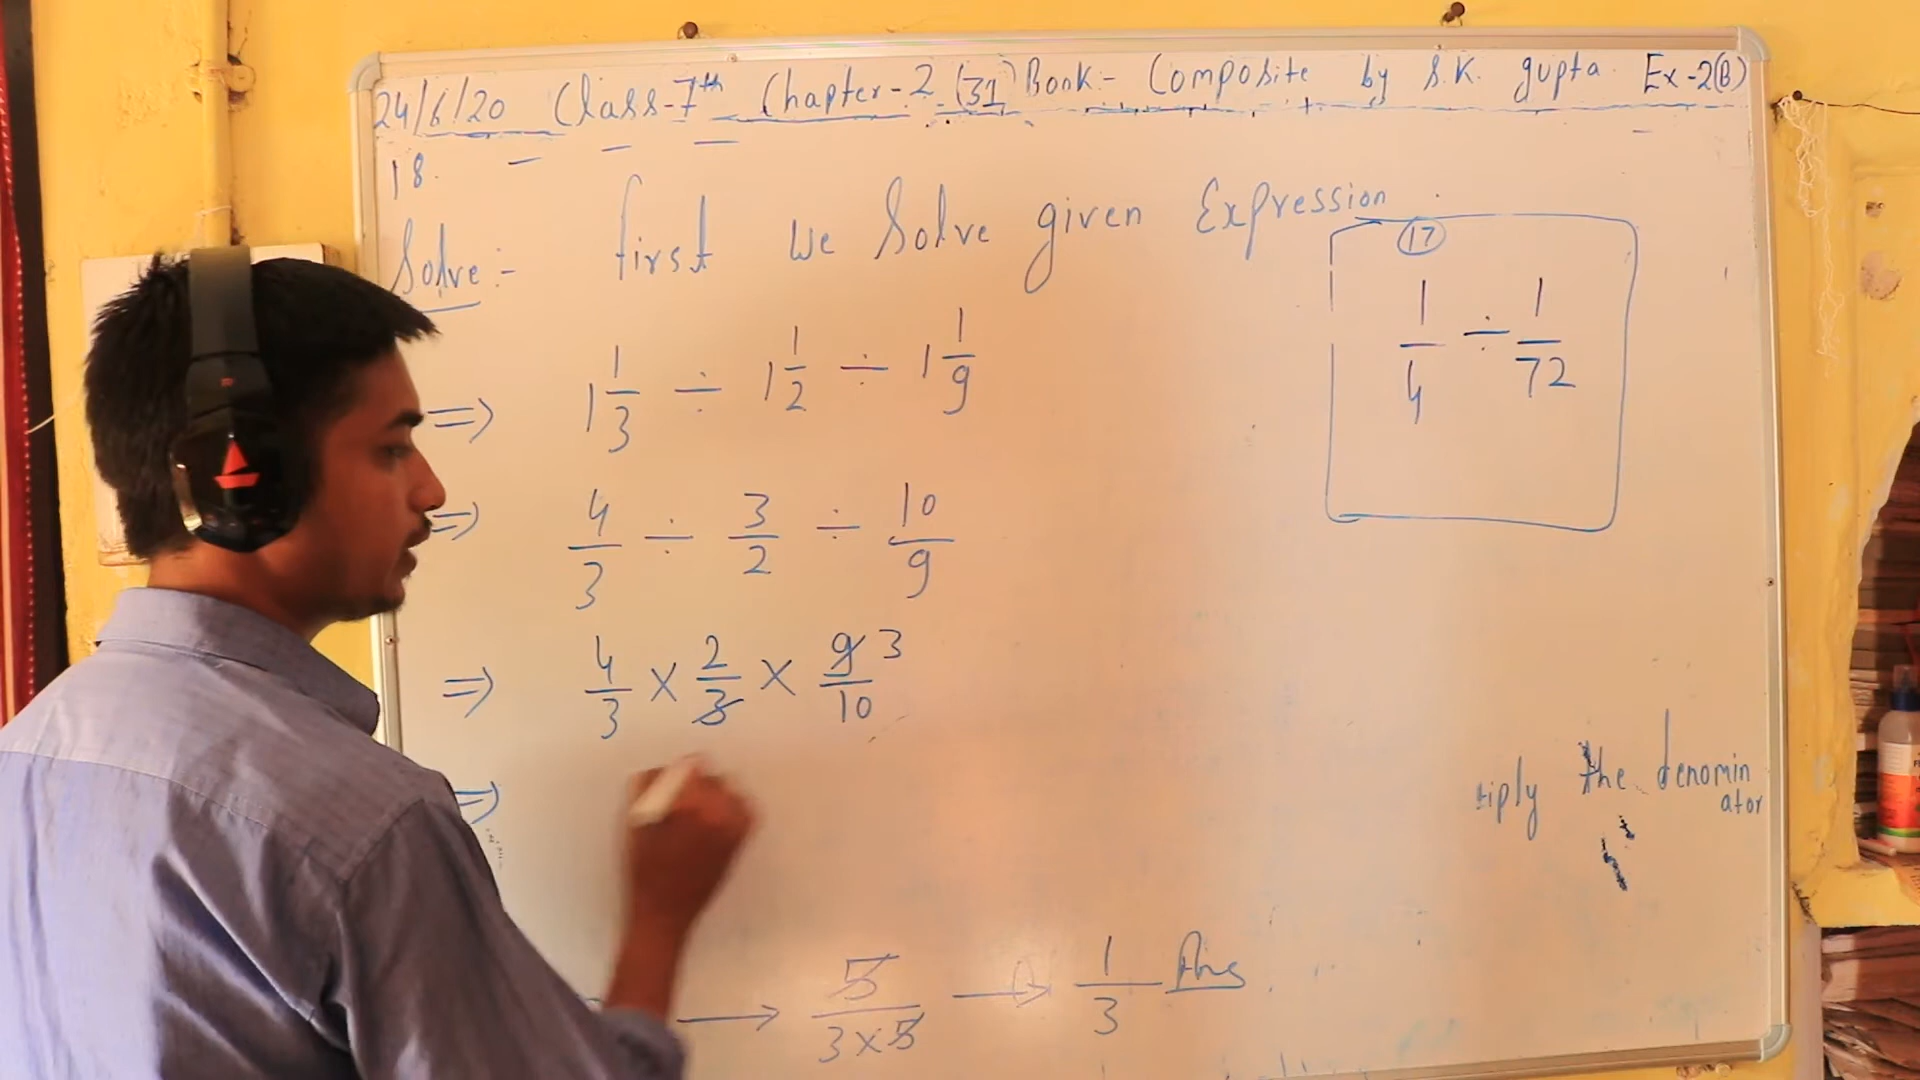 24/6/20 Class-7th Chapter-2 (31) Book- Composite by S.K. gupta. Ex-2(B)
18.
Solve:- first we Solve given Expression
17
1/4 ÷ 1/72
=> 1 1/3 ÷ 1 1/2 ÷ 1 1/9
=> 4/3 ÷ 3/2 ÷ 10/9
=> 4/3 × 2/3 × 9/10 3
=>
tiply the denomin
ator
→ 5/3×5 → 1/3 Ans